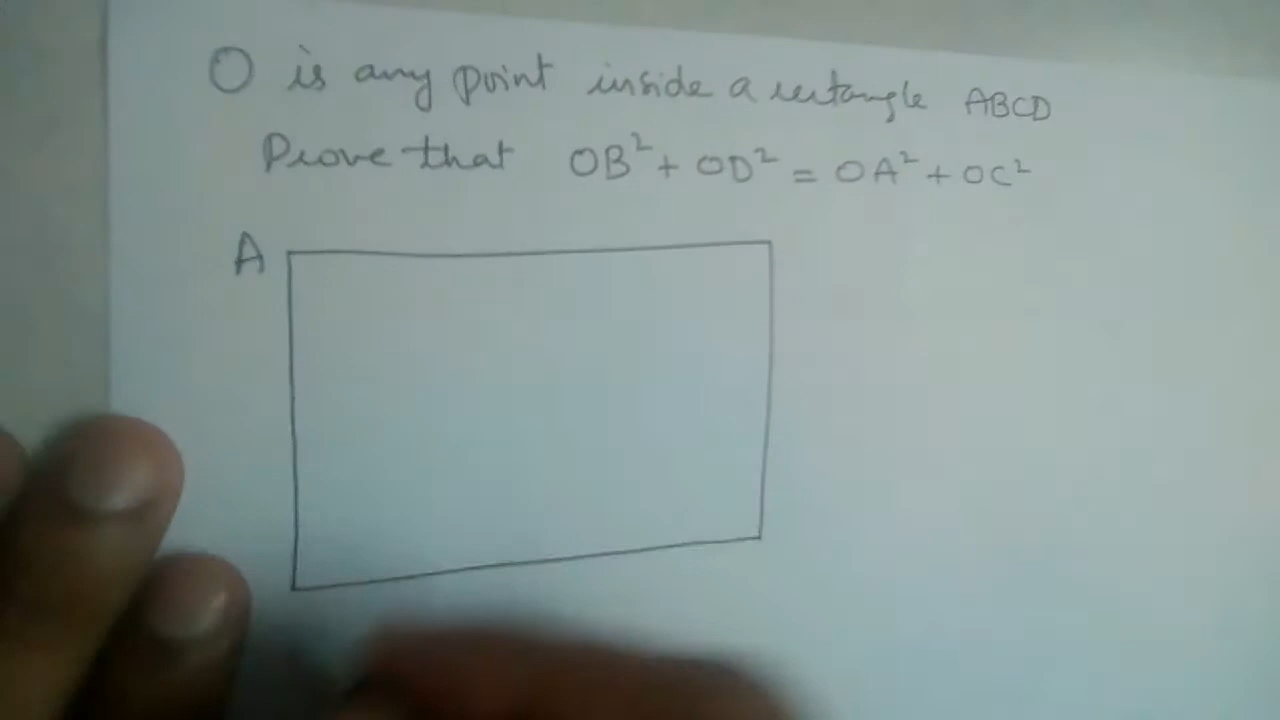 O is any point inside a rectangle ABCD
Prove that OB² + OD² = OA² + OC²
A